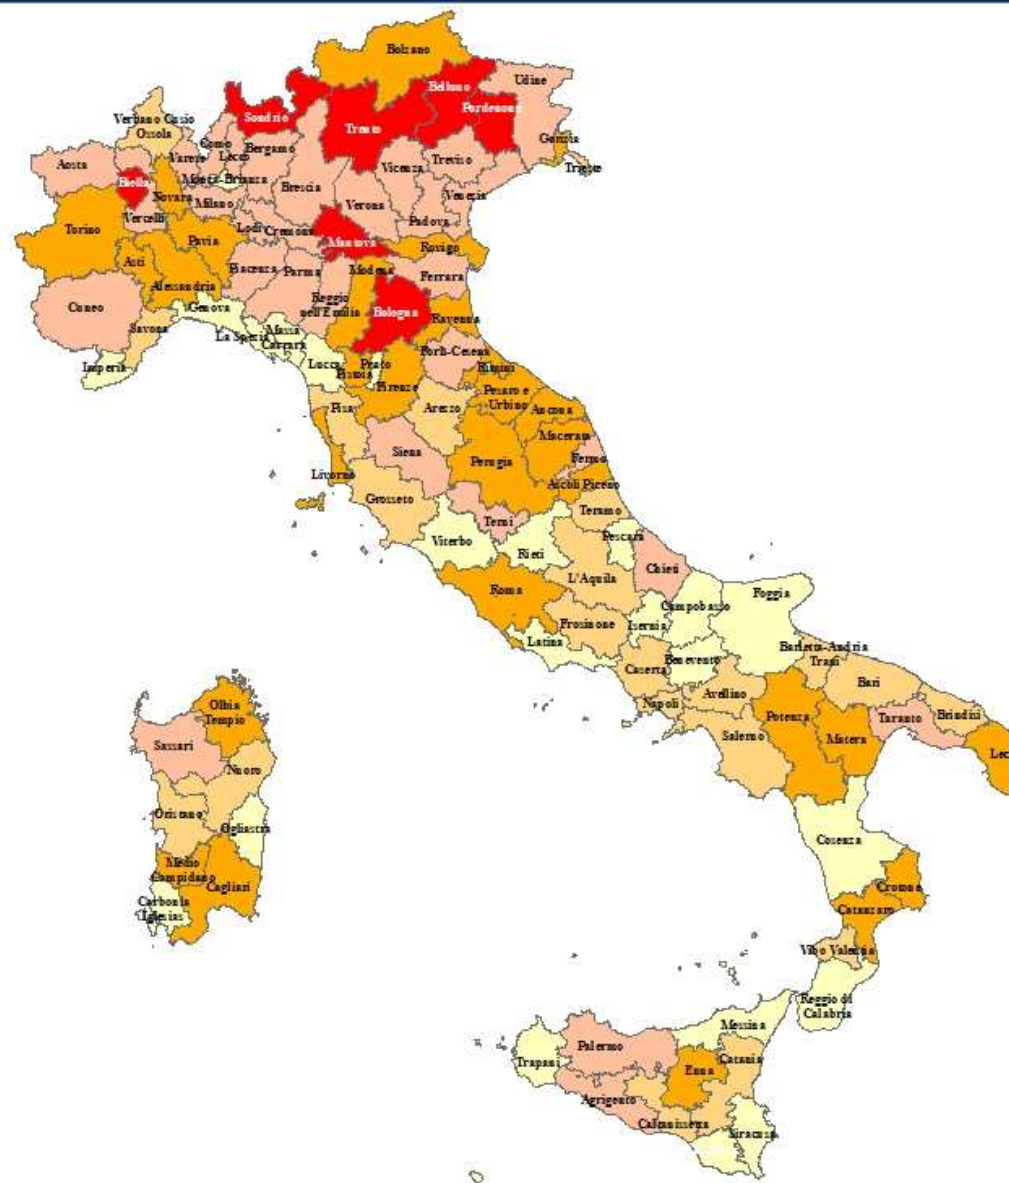 Bolzano
Udine
Belluno
Pordenone
Sondrio
Trento
Verbano Cusio
Ossola
Como
Lecco
Bergamo
Gorizia
Trieste
Aosta
Varese
Vicenza
Treviso
Biella
Novara
Monza-Brianza
Milano
Brescia
Verona
Venezia
Vercelli
Padova
Torino
Pavia
Lodi
Cremona
Mantova
Rovigo
Asti
Piacenza
Parma
Modena
Ferrara
Alessandria
Cuneo
Genova
Reggio
nell'Emilia
Bologna
Ravenna
Savona
La Spezia
Massa
Carrara
Forlì-Cesena
Imperia
Lucca
Prato
Pistoia
Firenze
Rimini
Pesaro e
Urbino
Pisa
Arezzo
Ancona
Macerata
Siena
Perugia
Fermo
Livorno
Ascoli Piceno
Grosseto
Teramo
Terni
Viterbo
Rieti
Pescara
Chieti
L'Aquila
Roma
Campobasso
Foggia
Frosinone
Isernia
Latina
Barletta-Andria
Trani
Caserta
Benevento
Bari
Napoli
Avellino
Potenza
Taranto
Brindisi
Salerno
Matera
Lec
Olbia
Tempio
Sassari
Nuoro
Oristano
Ogliastra
Medio
Campidano
Cagliari
Carbonia
Iglesias
Cosenza
Crotone
Catanzaro
Vibo Valentia
Reggio di
Calabria
Messina
Palermo
Trapani
Catania
Enna
Agrigento
Caltanissetta
Siracusa